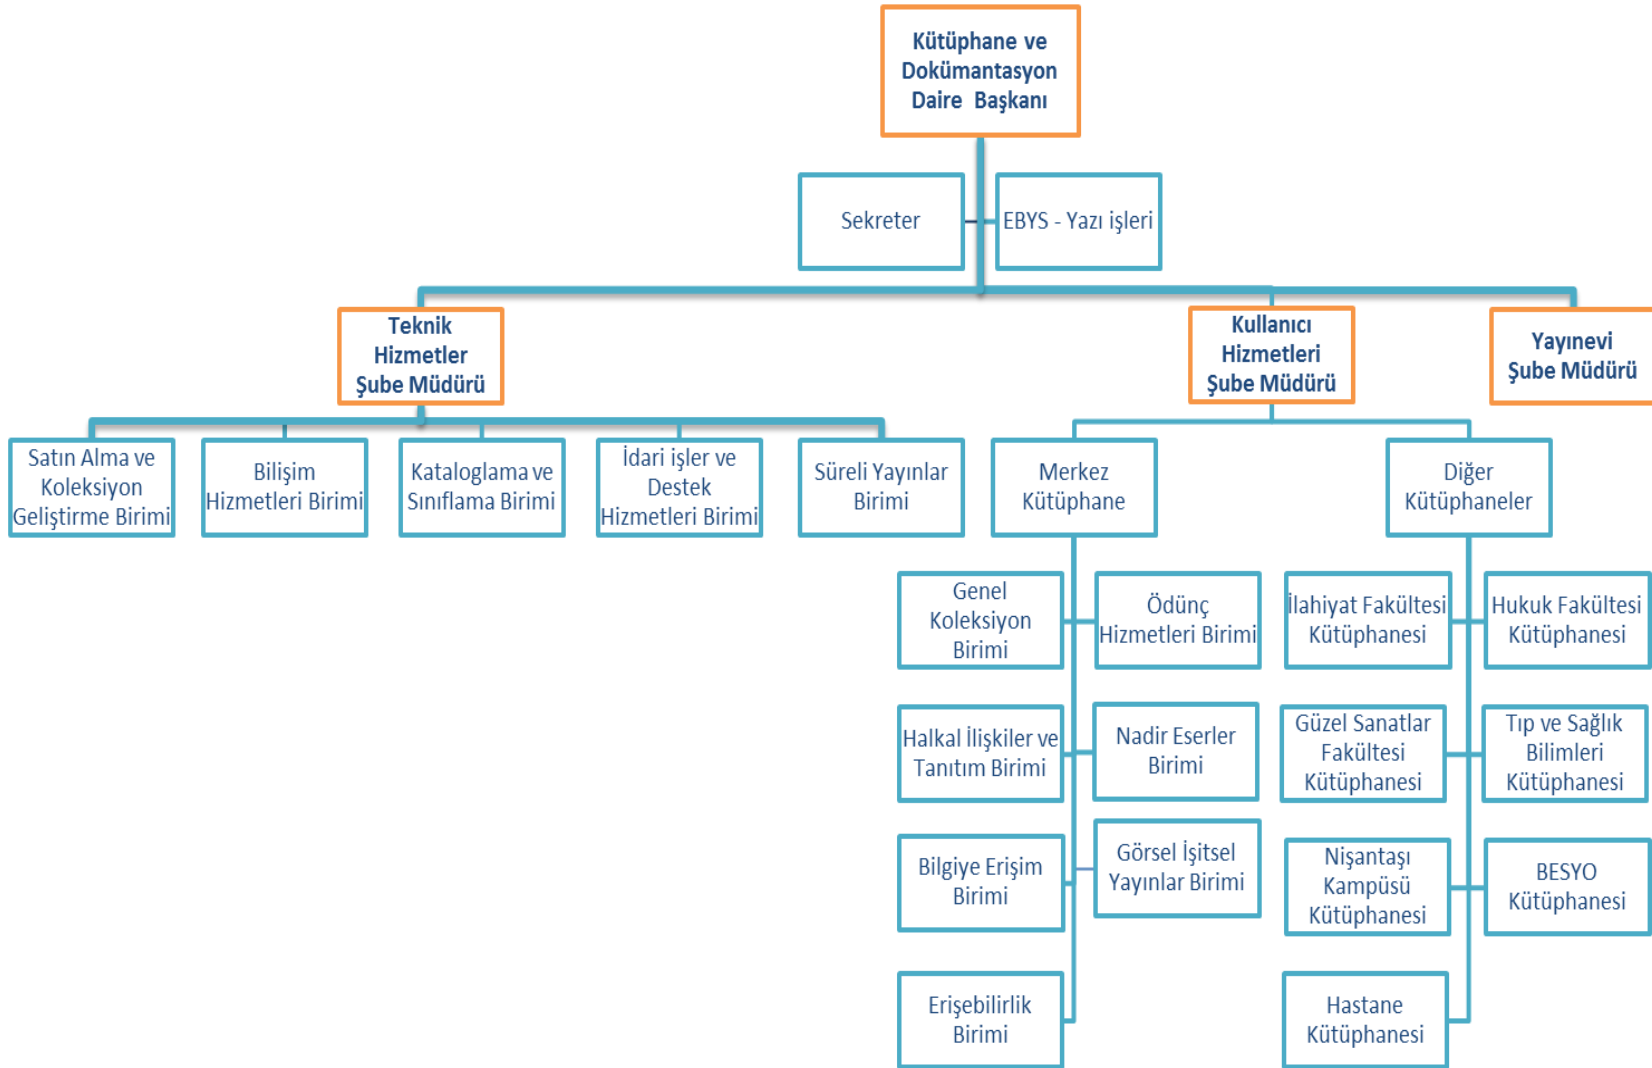 Kütüphane ve
Dokümantasyon
Daire Başkanı
Sekreter
EBYS - Yazı işleri
Teknik
Hizmetler
Şube Müdürü
Kullanıcı
Hizmetleri
Şube Müdürü
Yayınevi
Şube Müdürü
Satın Alma ve
Koleksiyon
Geliştirme Birimi
Bilişim
Hizmetleri Birimi
Kataloglama ve
Sınıflama Birimi
İdari işler ve
Destek
Hizmetleri Birimi
Süreli Yayınlar
Birimi
Merkez
Kütüphane
Diğer
Kütüphaneler
Genel
Koleksiyon
Birimi
Ödünç
Hizmetleri Birimi
İlahiyat Fakültesi
Kütüphanesi
Hukuk Fakültesi
Kütüphanesi
Halkal İlişkiler ve
Tanıtım Birimi
Nadir Eserler
Birimi
Güzel Sanatlar
Fakültesi
Kütüphanesi
Tıp ve Sağlık
Bilimleri
Kütüphanesi
Bilgiye Erişim
Birimi
Görsel İşitsel
Yayınlar Birimi
Nişantaşı
Kampüsü
Kütüphanesi
BESYO
Kütüphanesi
Erişebilirlik
Birimi
Hastane
Kütüphanesi